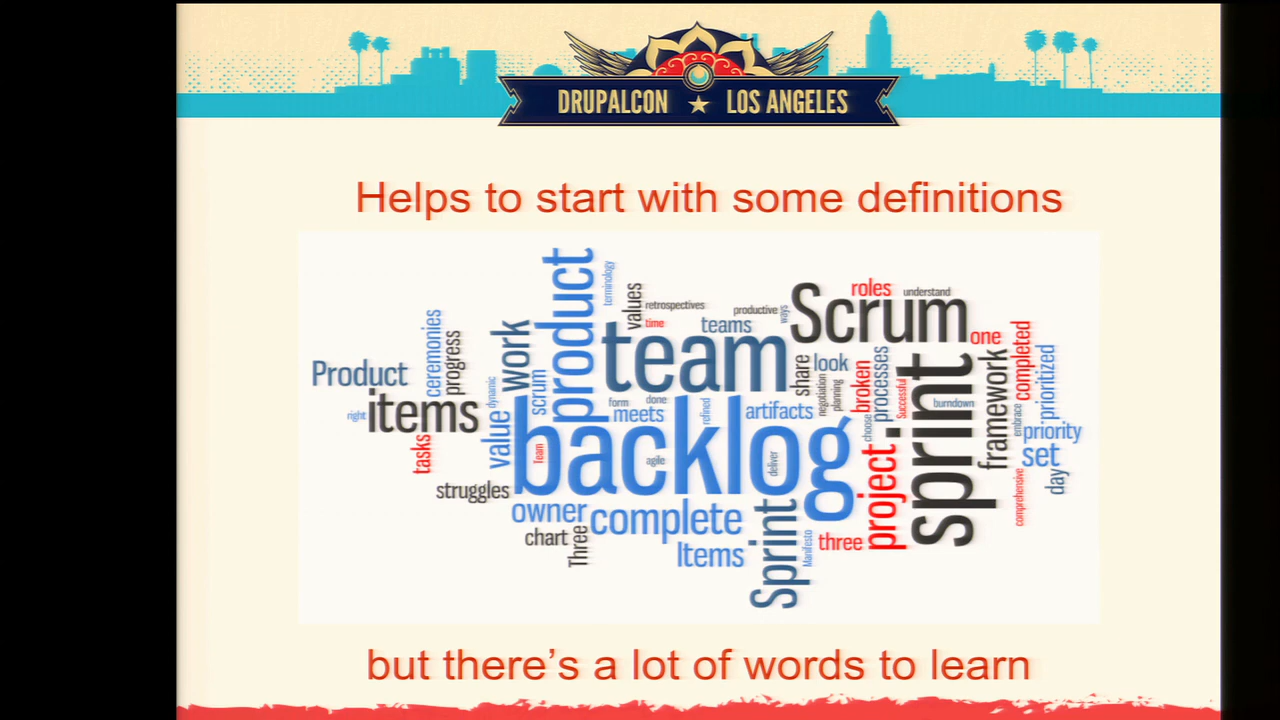 DRUPALCON ★ LOS ANGELES
Helps to start with some definitions
product
terminology
values
retrospectives
time
productive
ways
teams
Scrum
roles
understand
one
completed
prioritized
Product
ceremonies
progress
work
scrum
dynamic
team
share
look
negotiation
planning
broken
processes
Successful
sprint
burndown
framework
embrace
right
items
form
done
meets
refined
artifacts
choose
priority
set
day
tasks
value
Team
backlog
agile
deliver
project
comprehensive
struggles
owner
complete
chart
Three
Items
Sprint
Manifesto
three
but there’s a lot of words to learn